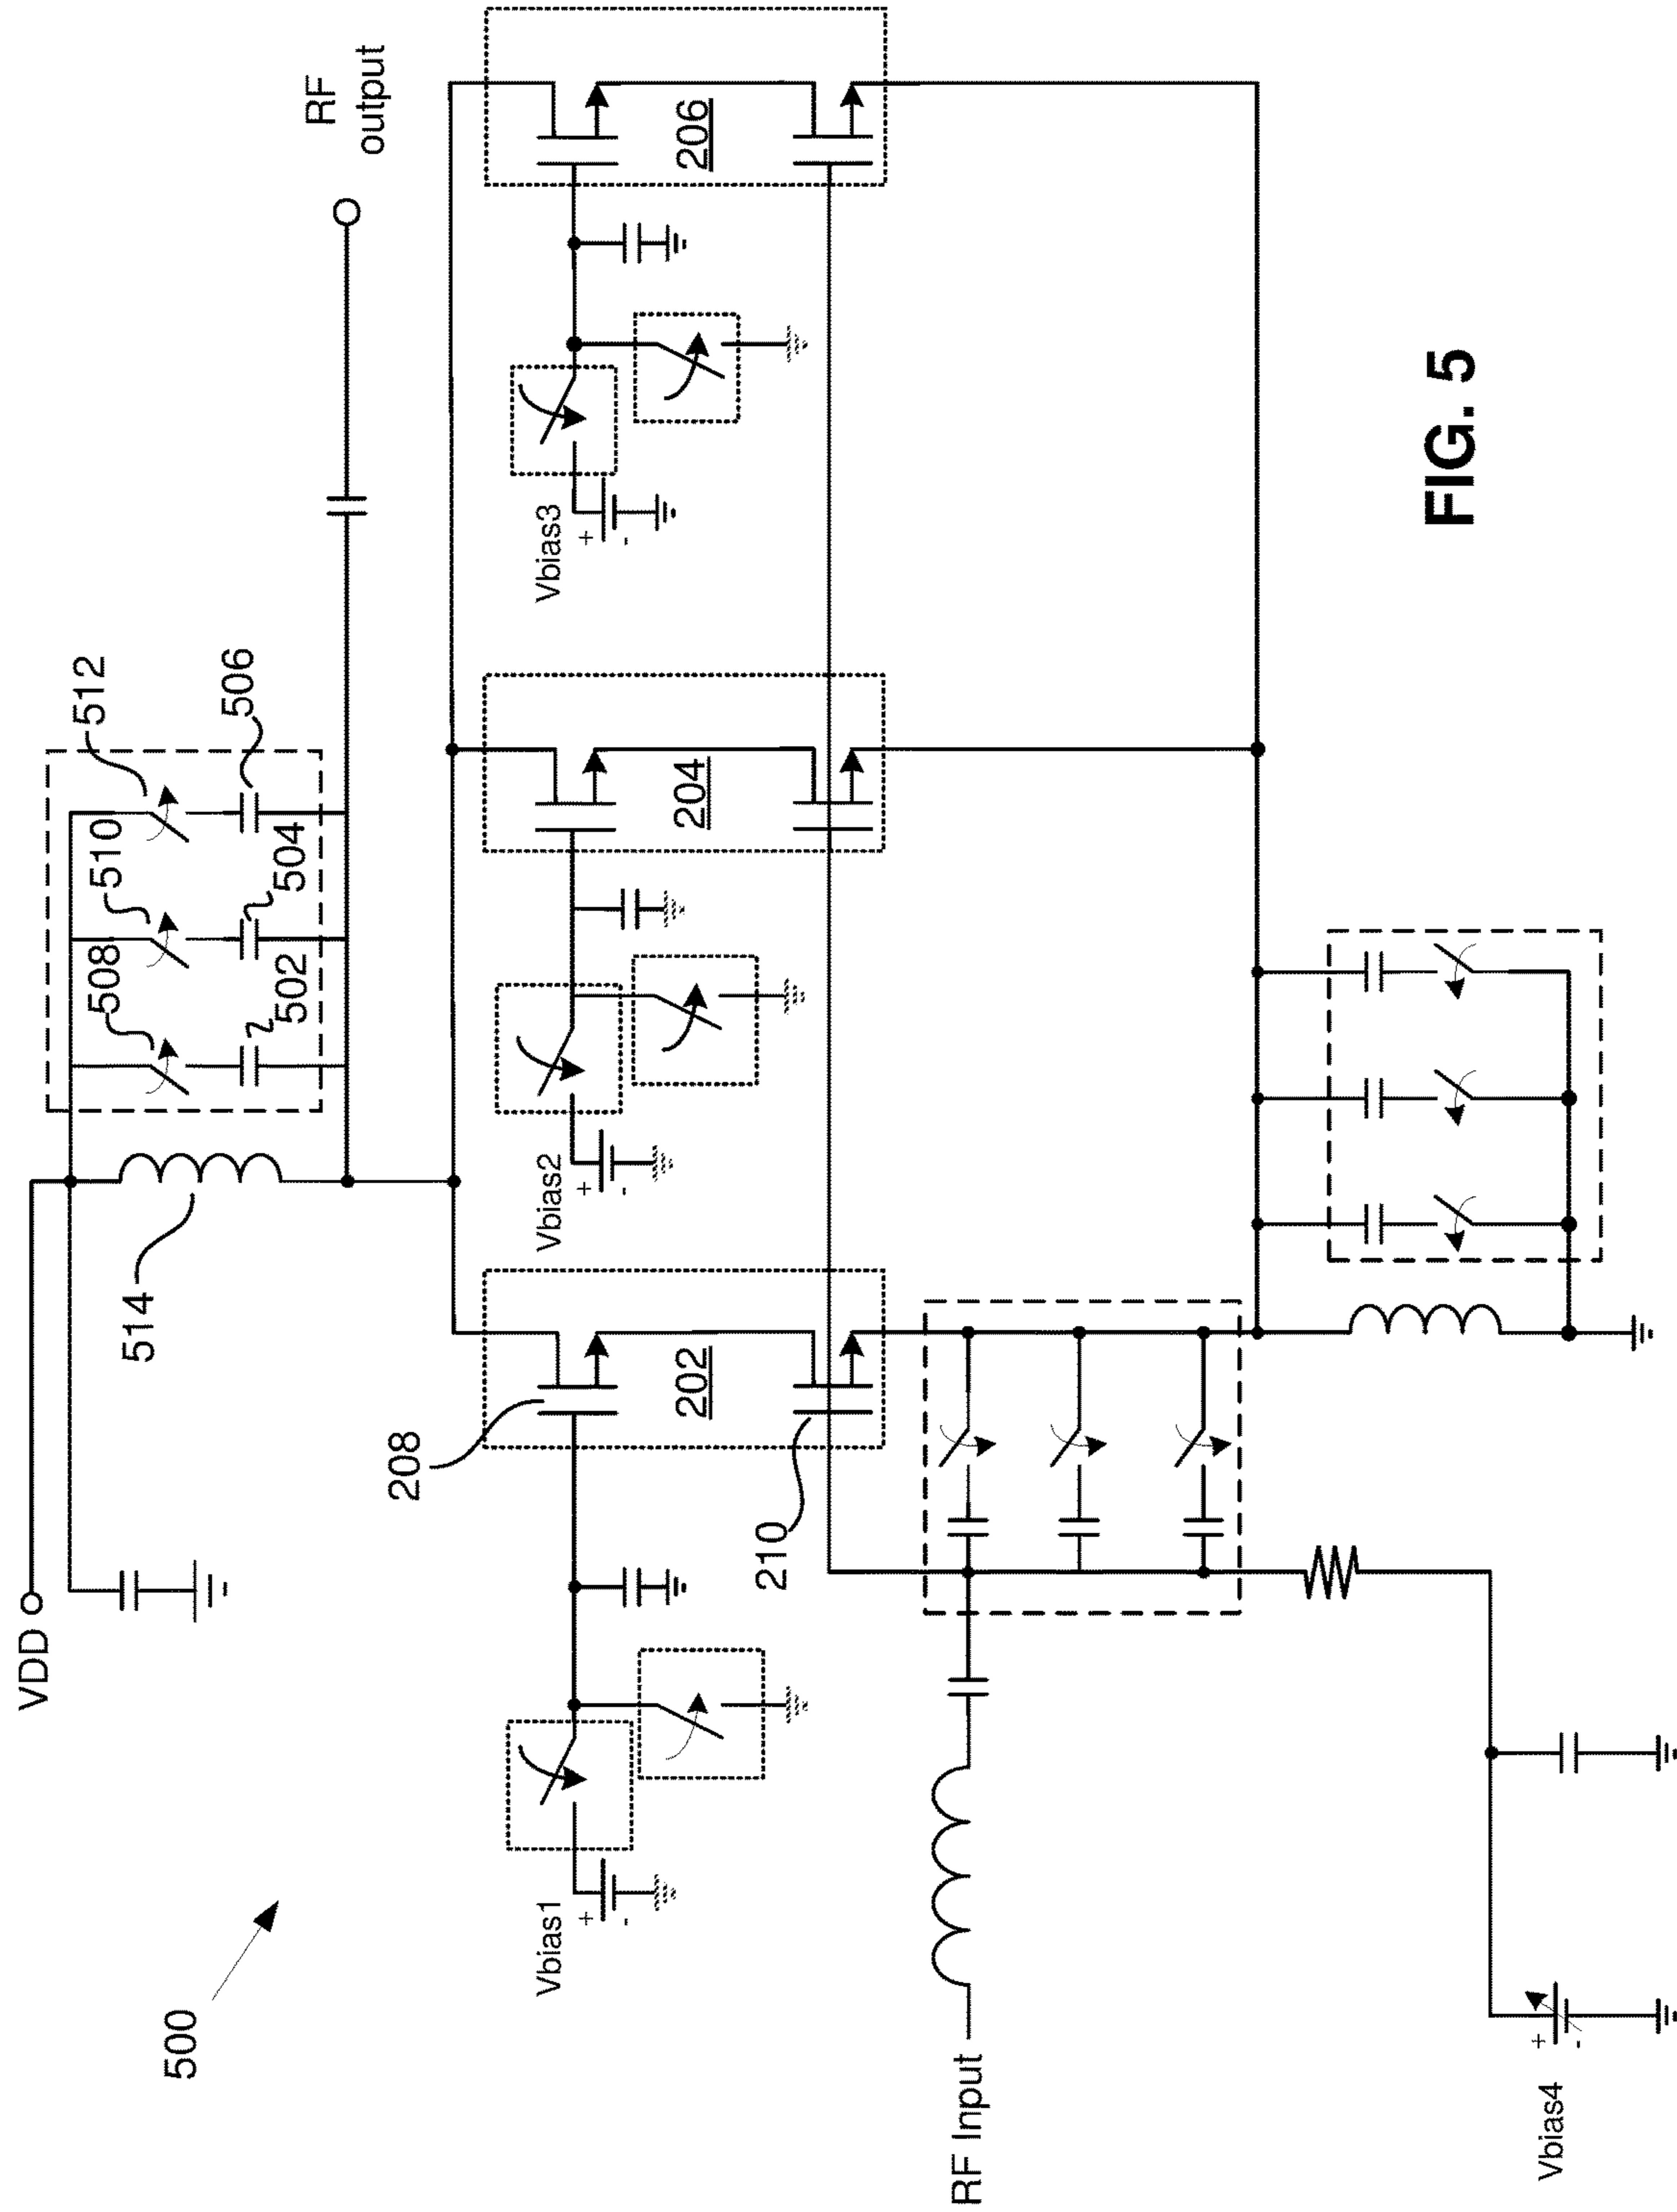 500
VDD
514
508
510
512
502
504
506
RF
output
208
202
210
204
206
Vbias1
+
-
Vbias2
+
-
Vbias3
+
-
RF Input
Vbias4
+
-
FIG. 5